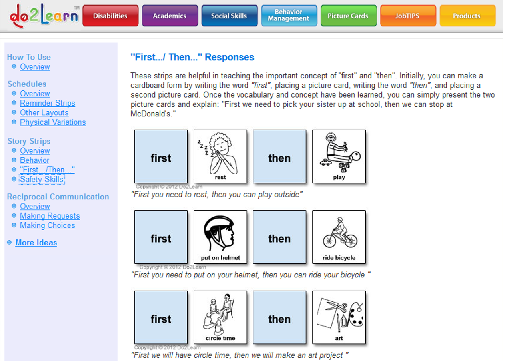 do2Learn
Disabilities
Academics
Social Skills
Behavior
Management
Picture Cards
JobTIPS
Products
How To Use
Overview
Schedules
Overview
Reminder Strips
Other Layouts
Physical Variations
Story Strips
Overview
Behavior
"First.../Then..."
Safety Skills
Reciprocal Communication
Overview
Making Requests
Making Choices
More Ideas
"First.../ Then..." Responses
These strips are helpful in teaching the important concept of "first" and "then". Initially, you can make a
cardboard form by writing the word "first", placing a picture card, writing the word "then", and placing a
second picture card. Once the vocabulary and concept have been learned, you can simply present the two
picture cards and explain: "First we need to pick your sister up at school, then we can stop at
McDonald's."
first
rest
then
play
Copyright © 2012 Do2Learn
"First you need to rest, then you can play outside"
first
put on helmet
then
ride bicycle
Copyright © 2012 Do2Learn
"First you need to put on your helmet, then you can ride your bicycle "
first
circle time
then
art
Copyright © 2012 Do2Learn
"First we will have circle time, then we will make an art project "